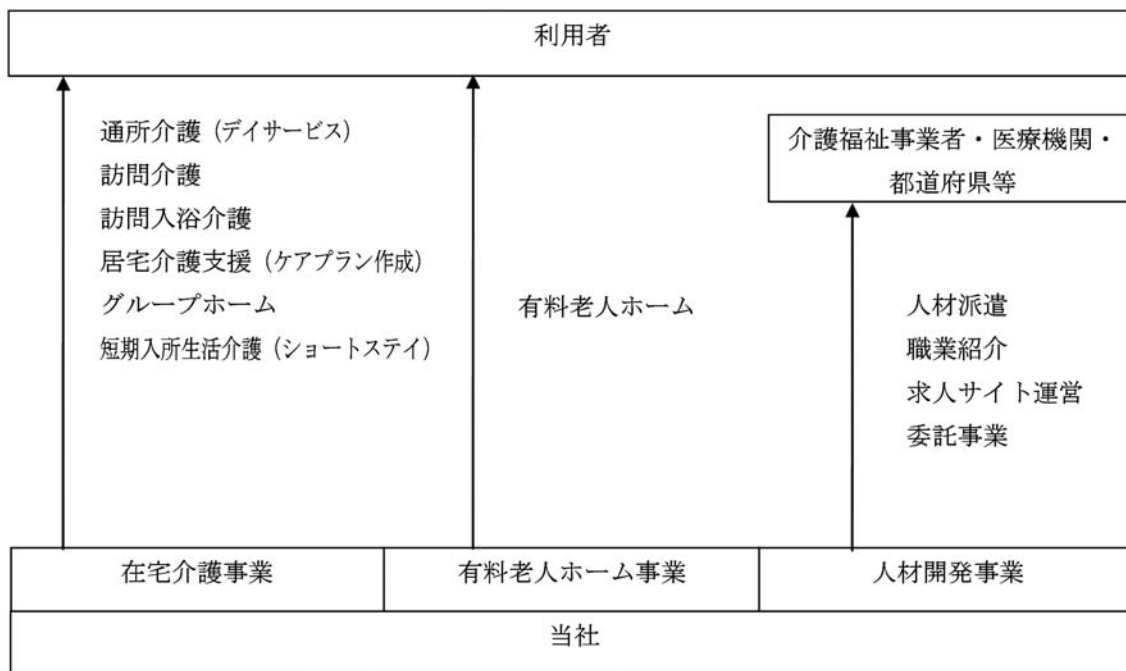 利用者
通所介護（デイサービス）
訪問介護
訪問入浴介護
居宅介護支援（ケアプラン作成）
グループホーム
短期入所生活介護（ショートステイ）
有料老人ホーム
介護福祉事業者・医療機関・
都道府県等
人材派遣
職業紹介
求人サイト運営
委託事業
在宅介護事業
有料老人ホーム事業
人材開発事業
当社